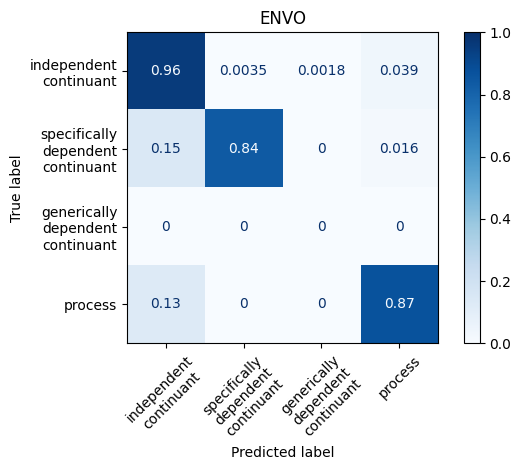 ENVO
True label
independent
continuant
0.96 0.0035 0.0018 0.039
specifically
dependent
continuant
0.15 0.84 0 0.016
generically
dependent
continuant
0 0 0 0
process
0.13 0 0 0.87
independent
continuant
specifically
dependent
continuant
generically
dependent
continuant
process
Predicted label
1.0
0.8
0.6
0.4
0.2
0.0